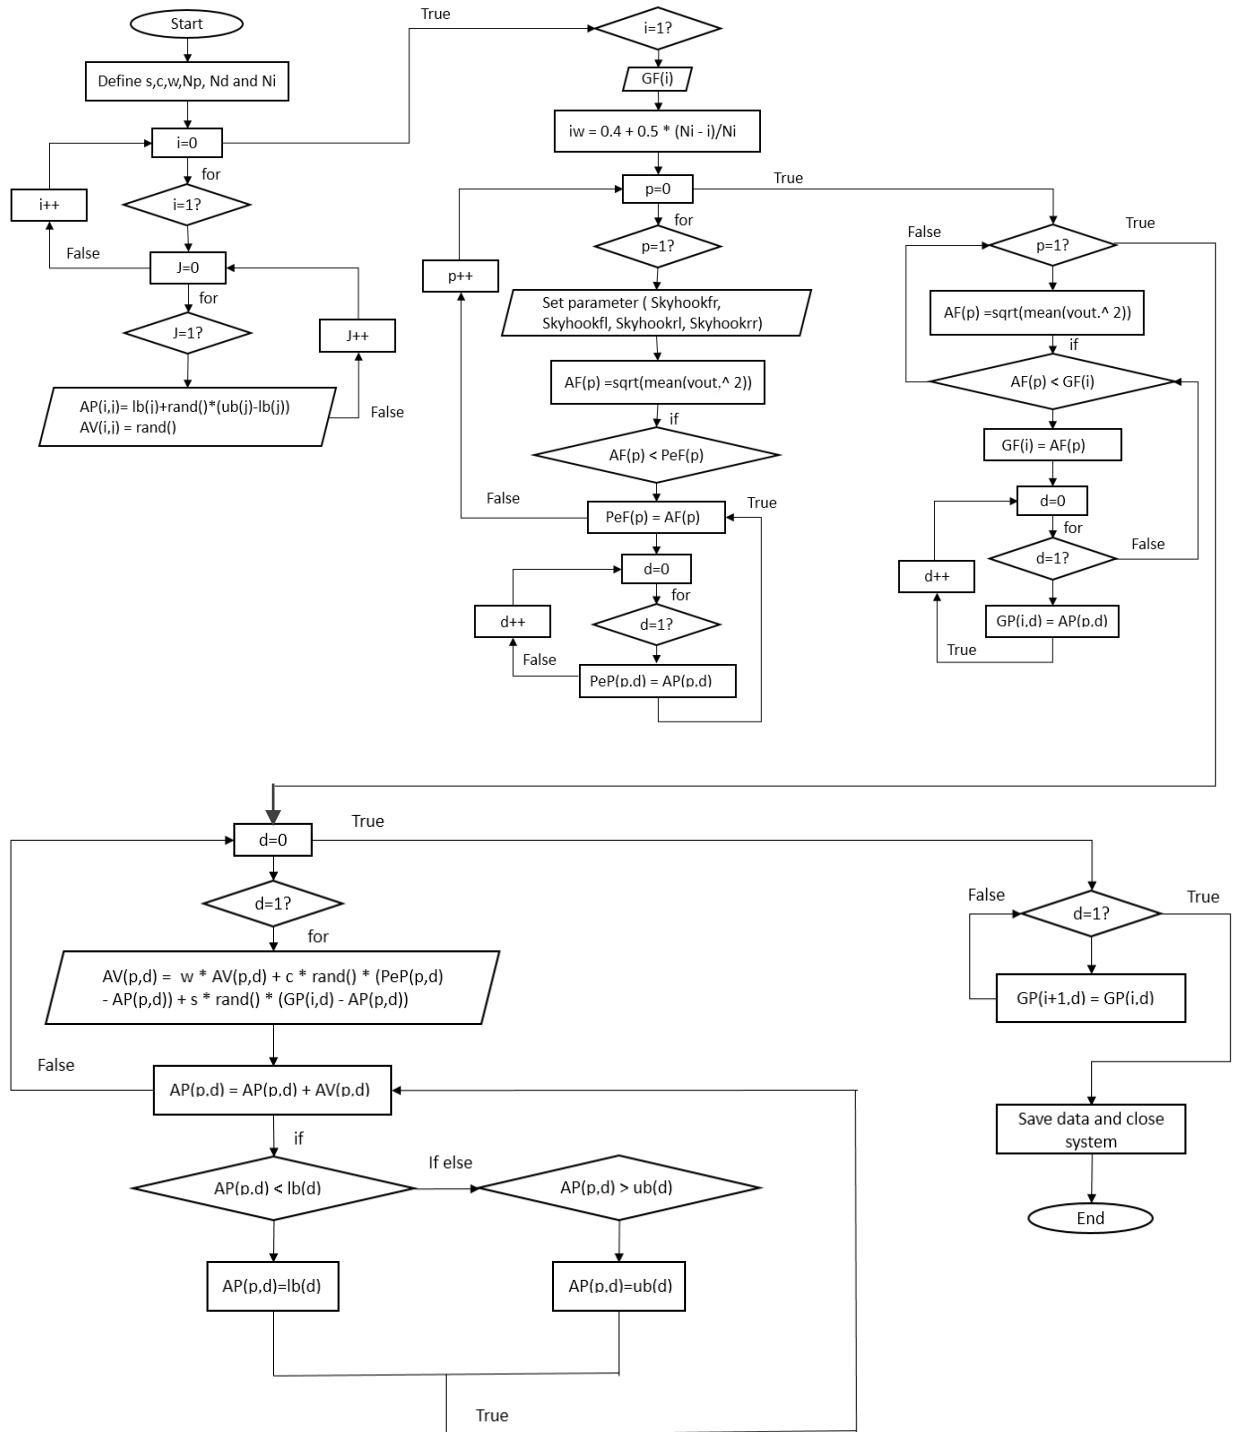 Start
Define s,c,w,Np, Nd and Ni
i=0
for
i=1?
i++
False
J=0
for
J=1?
J++
AP(i,j)= lb(j)+rand()*(ub(j)-lb(j))
AV(i,j) = rand()
False
True
i=1?
GF(i)
iw = 0.4 + 0.5 * (Ni - i)/Ni
p=0
True
for
p=1?
p++
Set parameter ( Skyhookfr,
Skyhookfl, Skyhookrl, Skyhookrr)
AF(p) =sqrt(mean(vout.^ 2))
if
AF(p) < PeF(p)
False
True
PeF(p) = AF(p)
d=0
for
d++
d=1?
False
PeP(p,d) = AP(p,d)
False
p=1?
True
AF(p) =sqrt(mean(vout.^ 2))
if
AF(p) < GF(i)
GF(i) = AF(p)
d=0
for
d=1?
False
d++
GP(i,d) = AP(p,d)
True
d=0
True
d=1?
for
AV(p,d) =  w * AV(p,d) + c * rand() * (PeP(p,d)
- AP(p,d)) + s * rand() * (GP(i,d) - AP(p,d))
False
AP(p,d) = AP(p,d) + AV(p,d)
if
AP(p,d) < lb(d)
If else
AP(p,d) > ub(d)
AP(p,d)=lb(d)
AP(p,d)=ub(d)
True
False
d=1?
True
GP(i+1,d) = GP(i,d)
Save data and close
system
End